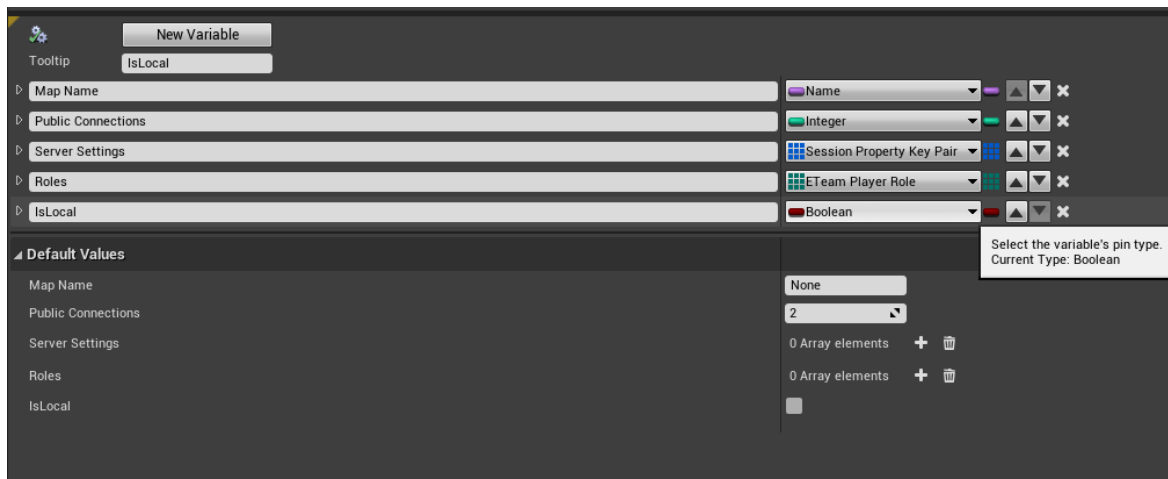 New Variable
Tooltip IsLocal
Map Name Name
Public Connections Integer
Server Settings Session Property Key Pair
Roles ETeam Player Role
IsLocal Boolean
Select the variable's pin type.
Current Type: Boolean
Default Values
Map Name None
Public Connections 2
Server Settings 0 Array elements
Roles 0 Array elements
IsLocal